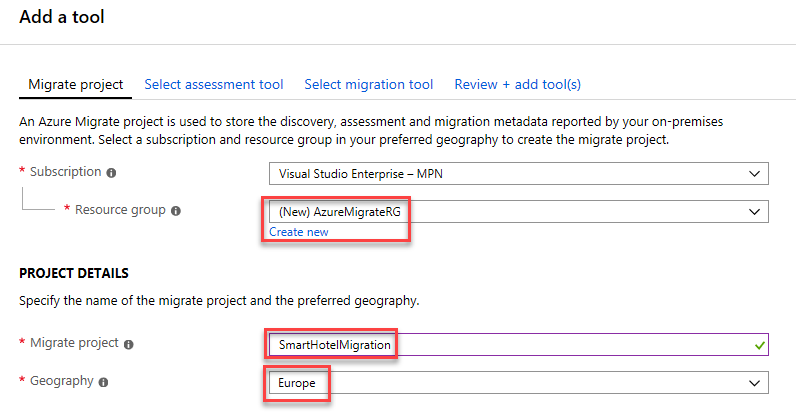 Add a tool
Migrate project Select assessment tool Select migration tool Review + add tool(s)
An Azure Migrate project is used to store the discovery, assessment and migration metadata reported by your on-premises
environment. Select a subscription and resource group in your preferred geography to create the migrate project.
* Subscription Visual Studio Enterprise – MPN
* Resource group (New) AzureMigrateRG
Create new
PROJECT DETAILS
Specify the name of the migrate project and the preferred geography.
* Migrate project SmartHotelMigration
* Geography Europe